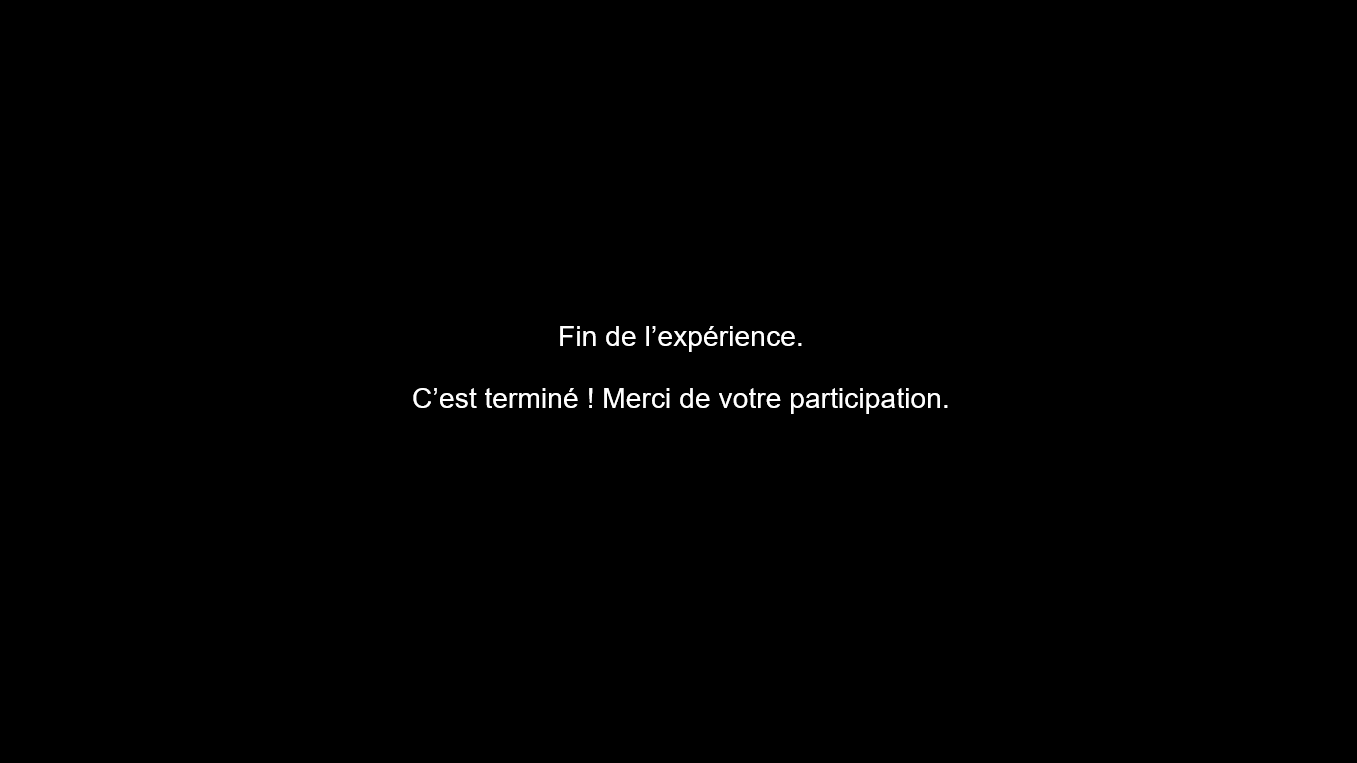 Fin de l’expérience.
C’est terminé ! Merci de votre participation.